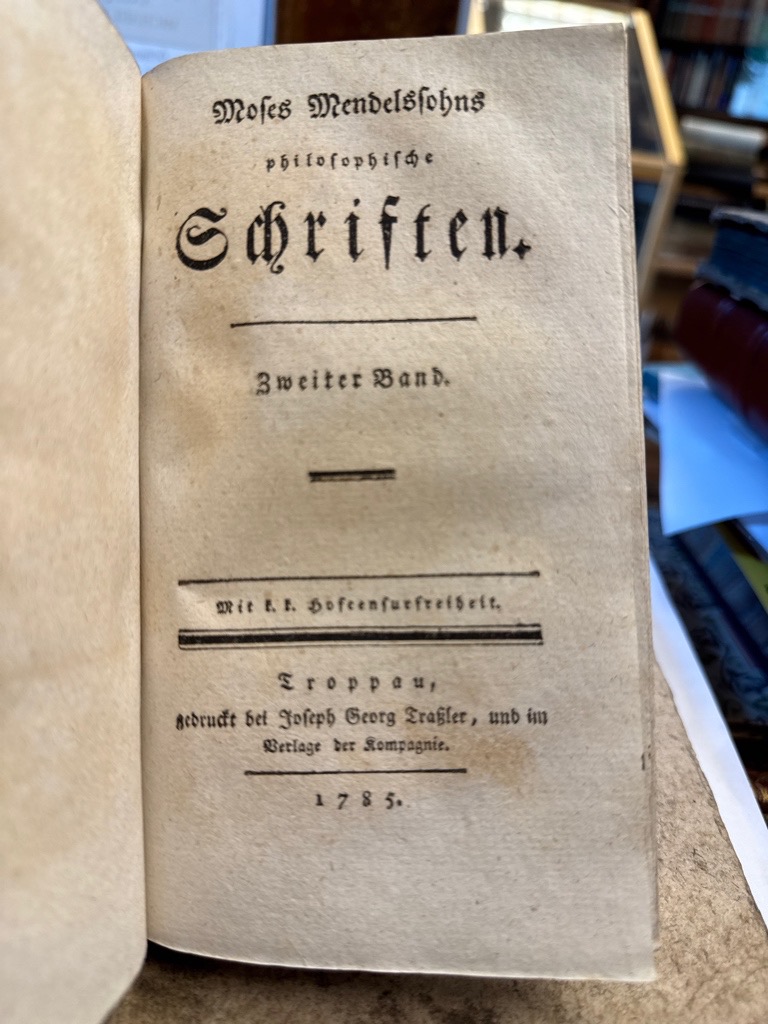 Moses Mendelssohns
philosophische
Schriften.
Zweiter Band.
Mit k. k. Hofcensurfreiheit.
Troppau,
gedruckt bei Joseph Georg Traßler, und im
Verlage der Kompagnie.
1785.